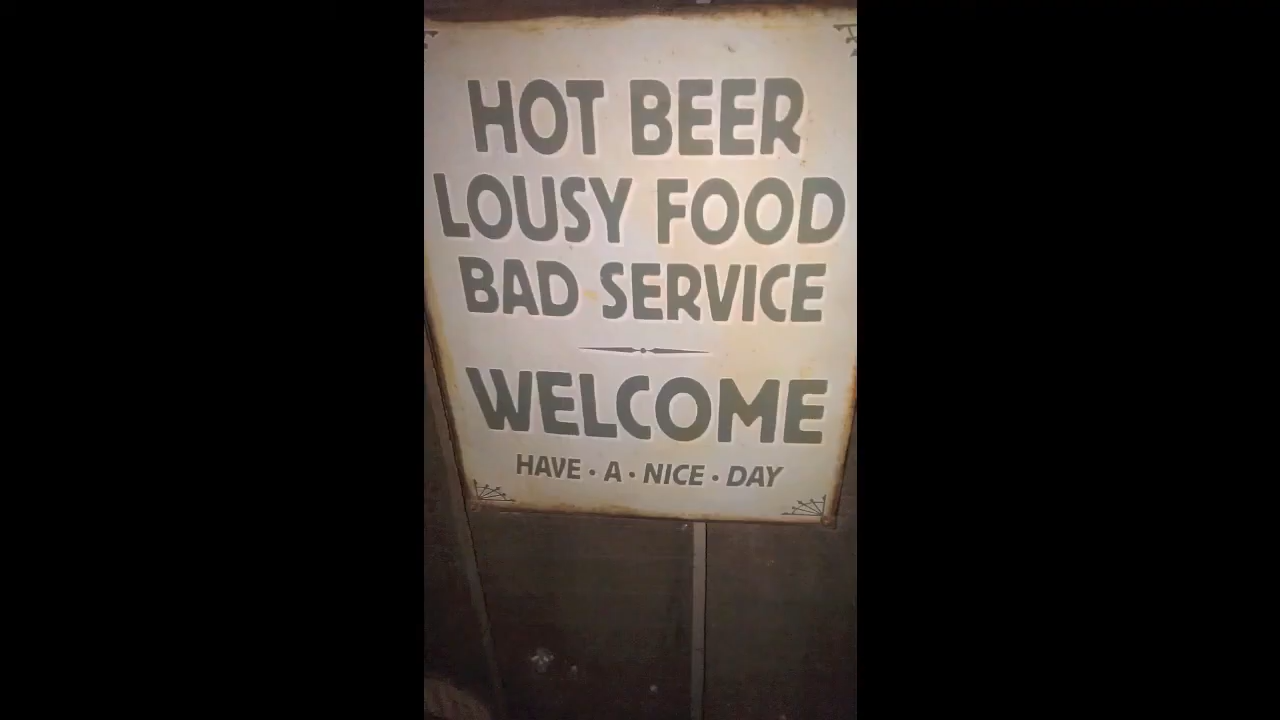 HOT BEER
LOUSY FOOD
BAD SERVICE
WELCOME
HAVE • A • NICE • DAY